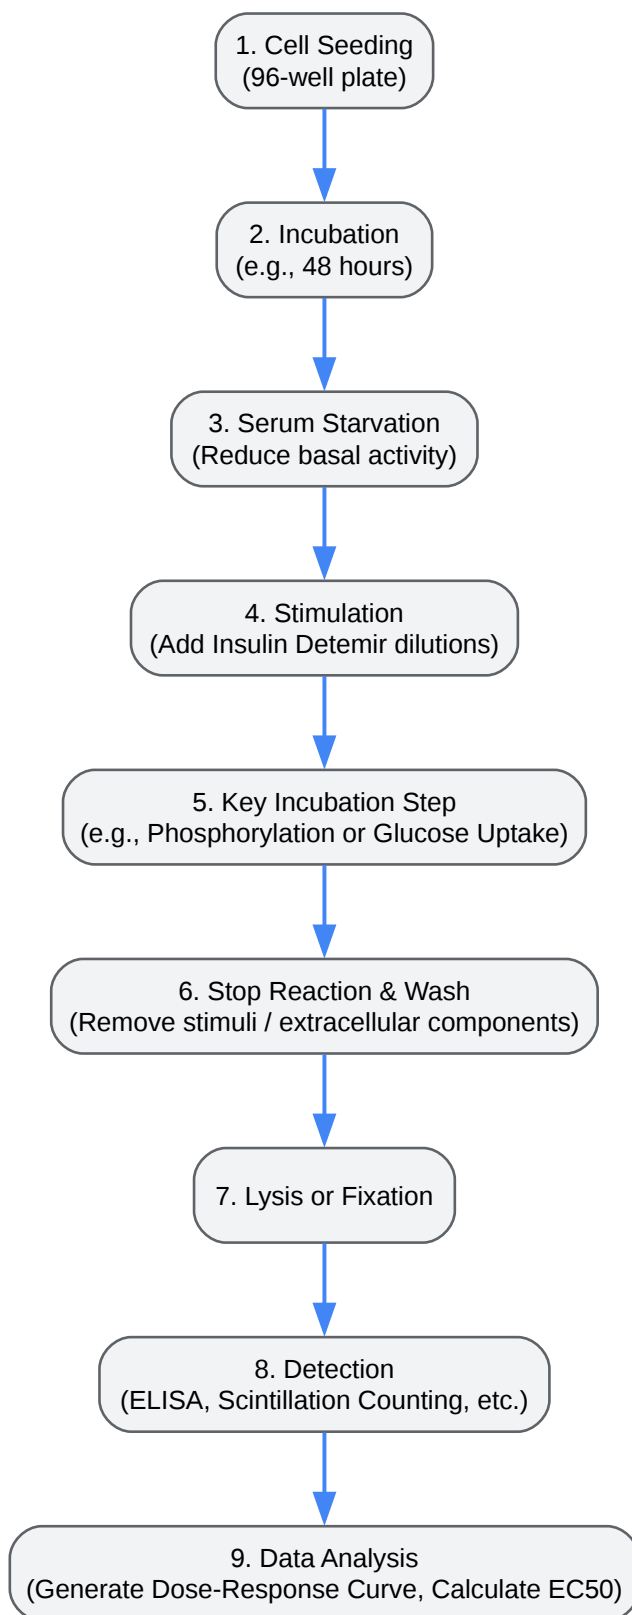 1. Cell Seeding
(96-well plate)
2. Incubation
(e.g., 48 hours)
3. Serum Starvation
(Reduce basal activity)
4. Stimulation
(Add Insulin Detemir dilutions)
5. Key Incubation Step
(e.g., Phosphorylation or Glucose Uptake)
6. Stop Reaction & Wash
(Remove stimuli / extracellular components)
7. Lysis or Fixation
8. Detection
(ELISA, Scintillation Counting, etc.)
9. Data Analysis
(Generate Dose-Response Curve, Calculate EC50)